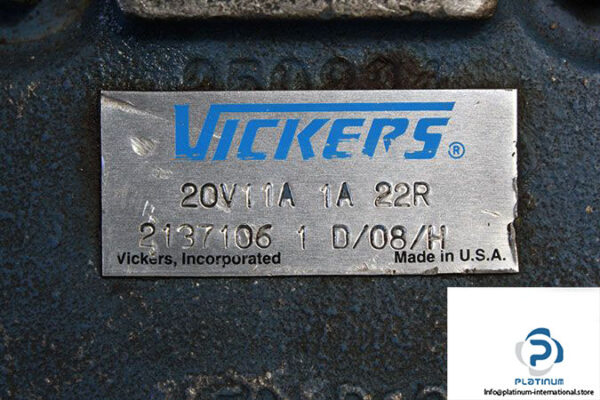 VICKERS®
20V11A 1A 22R
2137106 1 D/08/H
Vickers, Incorporated Made in U.S.A.
PLATINUM
Info@platinum-international.store